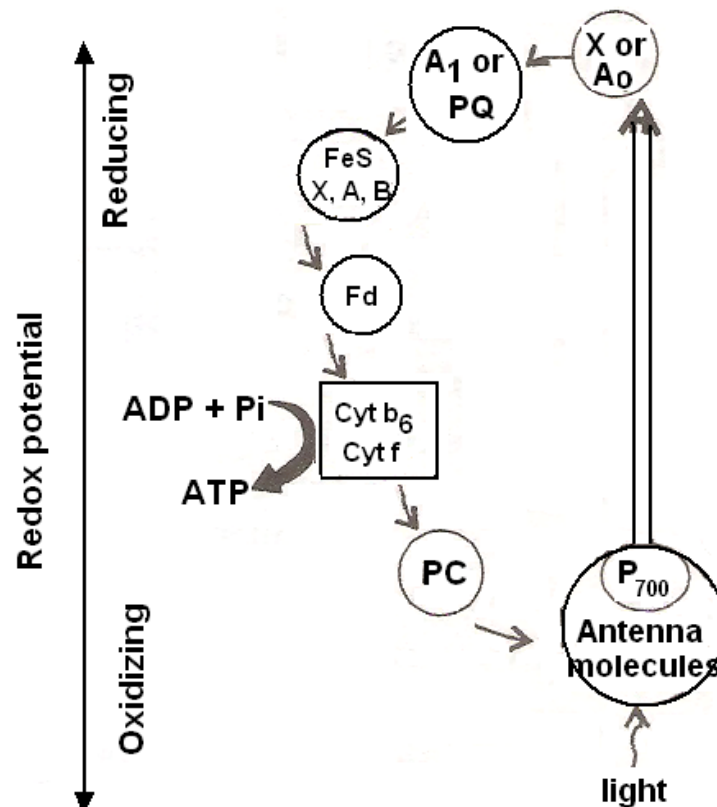 Reducing
Redox potential
Oxidizing
X or
A₀
A₁ or
PQ
FeS
X, A, B
Fd
ADP + Pi
ATP
Cyt b₆
Cyt f
PC
P₇₀₀
Antenna
molecules
light